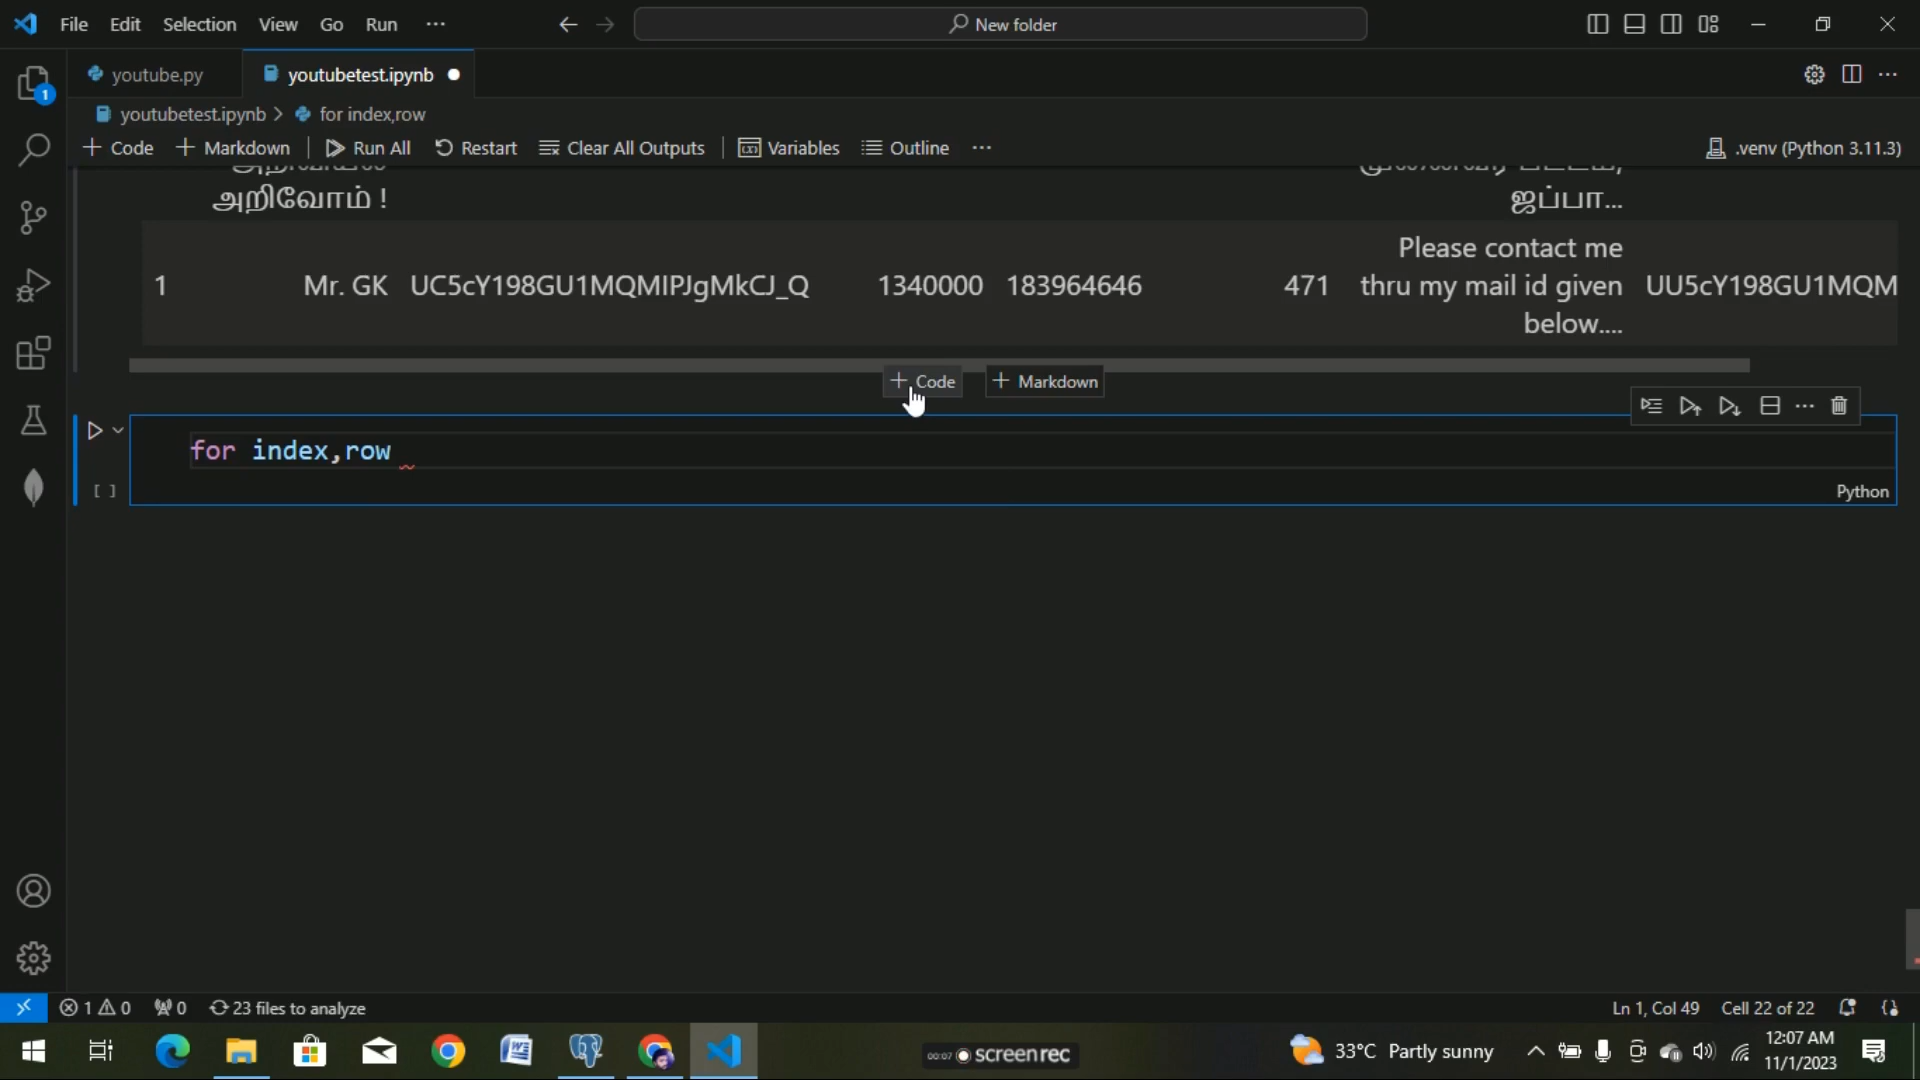 File Edit Selection View Go Run ···
New folder
youtube.py youtubetest.ipynb
1
youtubetest.ipynb > for index,row
+ Code + Markdown Run All Restart Clear All Outputs Variables Outline ··· .venv (Python 3.11.3)
அறிவோம் !
ஐப்பா...
1 Mr. GK UC5cY198GU1MQMIPJgMkCJ_Q 1340000 183964646 471 Please contact me
thru my mail id given UU5cY198GU1MQM
below....
+ Code + Markdown
for index,row
[ ]
Python
1 0 0 23 files to analyze Ln 1, Col 49 Cell 22 of 22
00:07 screenrec 33°C Partly sunny 12:07 AM
11/1/2023